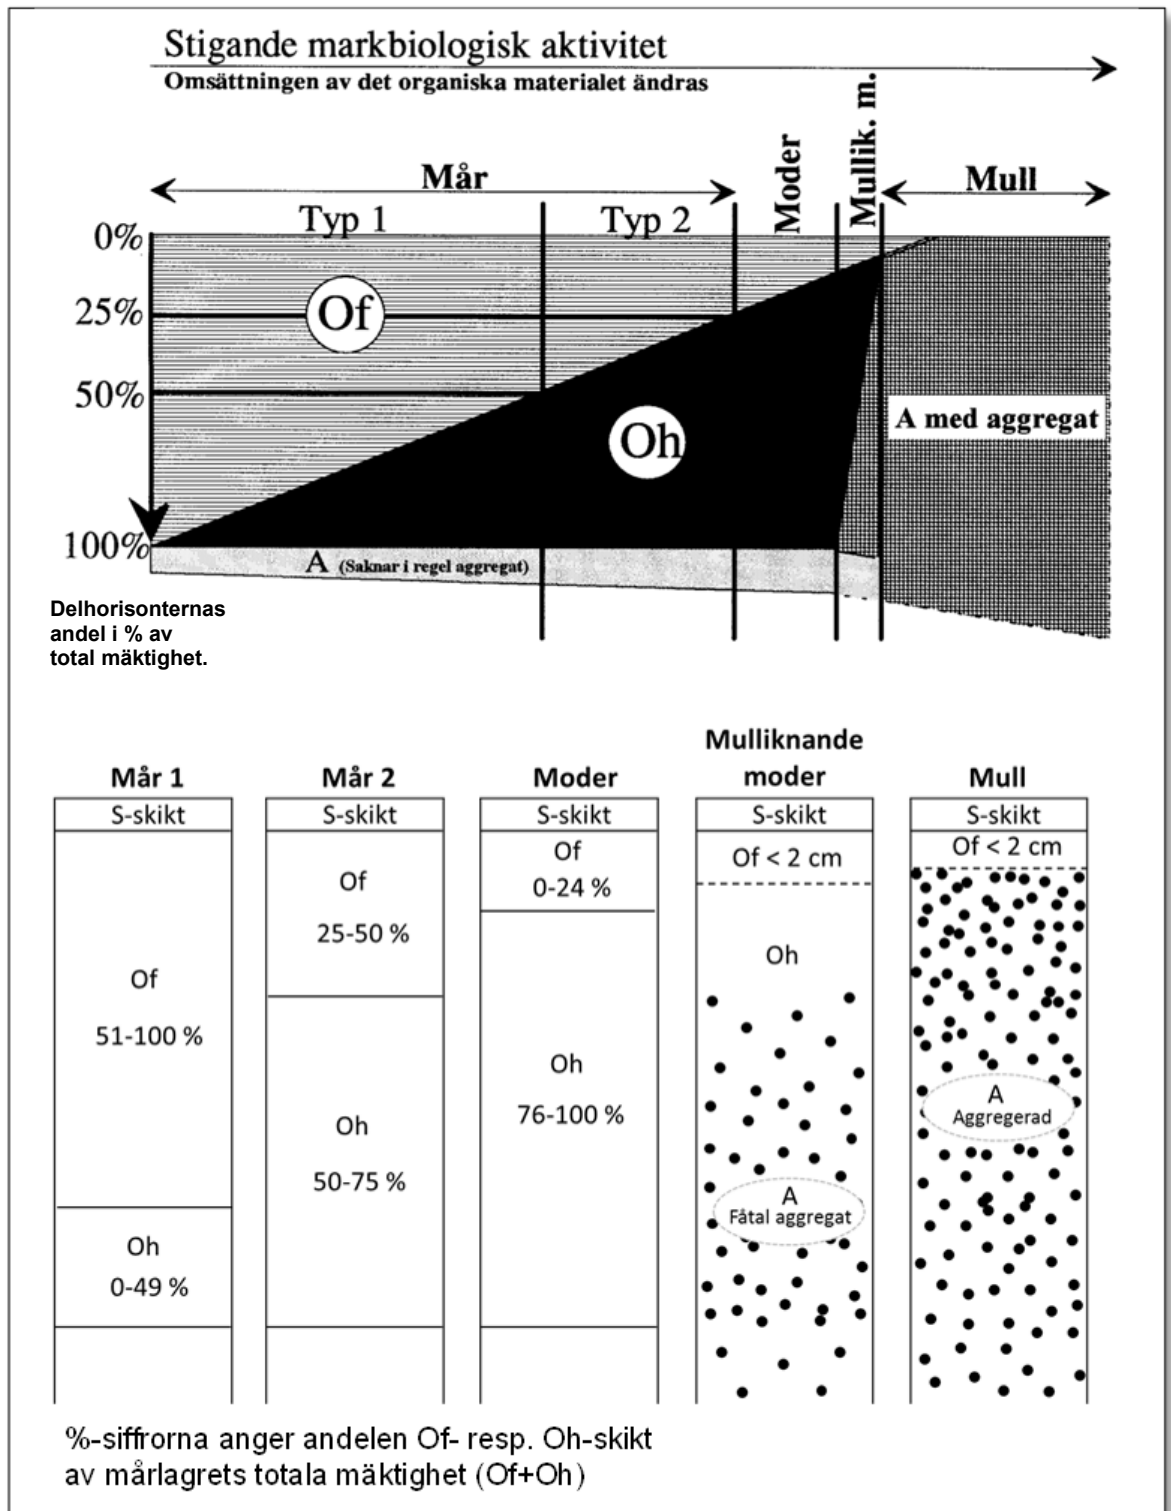 Stigande markbiologisk aktivitet
Omsättningen av det organiska materialet ändras
Mår
Moder
Mullik. m.
Mull
Typ 1
Typ 2
0%
25%
50%
100%
Of
Oh
A med aggregat
A (Saknar i regel aggregat)
Delhorisonternas
andel i % av
total mäktighet.
Mår 1
S-skikt
Of
51-100 %
Oh
0-49 %
Mår 2
S-skikt
Of
25-50 %
Oh
50-75 %
Moder
S-skikt
Of
0-24 %
Oh
76-100 %
Mulliknande
moder
S-skikt
Of < 2 cm
Oh
A
Fåtal aggregat
Mull
S-skikt
Of < 2 cm
A
Aggregerad
%-siffrorna anger andelen Of- resp. Oh-skikt
av mårlagrets totala mäktighet (Of+Oh)